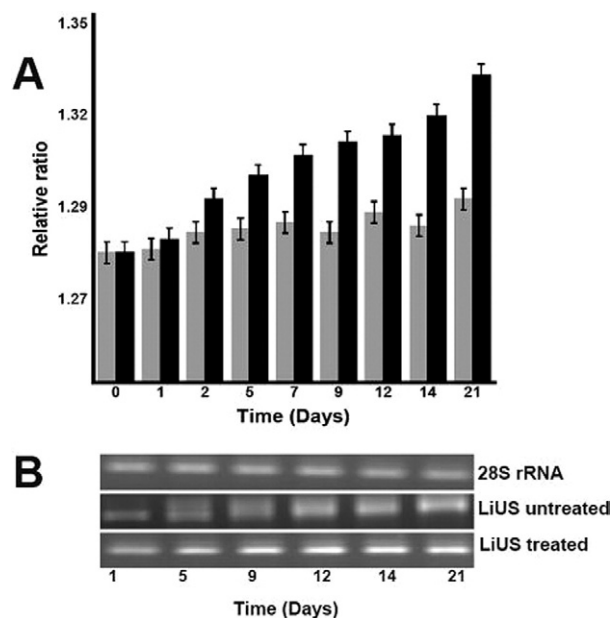 A
1.35
1.32
1.29
1.27
Relative ratio
0 1 2 5 7 9 12 14 21
Time (Days)
B
28S rRNA
LiUS untreated
LiUS treated
1 5 9 12 14 21
Time (Days)